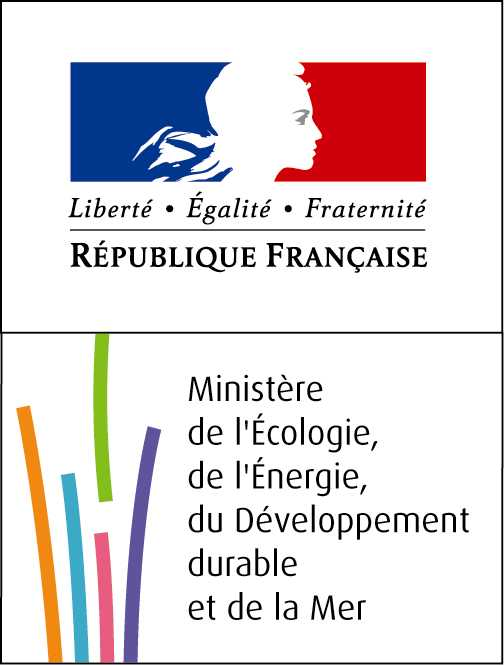 Liberté • Égalité • Fraternité
RÉPUBLIQUE FRANÇAISE
Ministère
de l'Écologie,
de l'Énergie,
du Développement
durable
et de la Mer